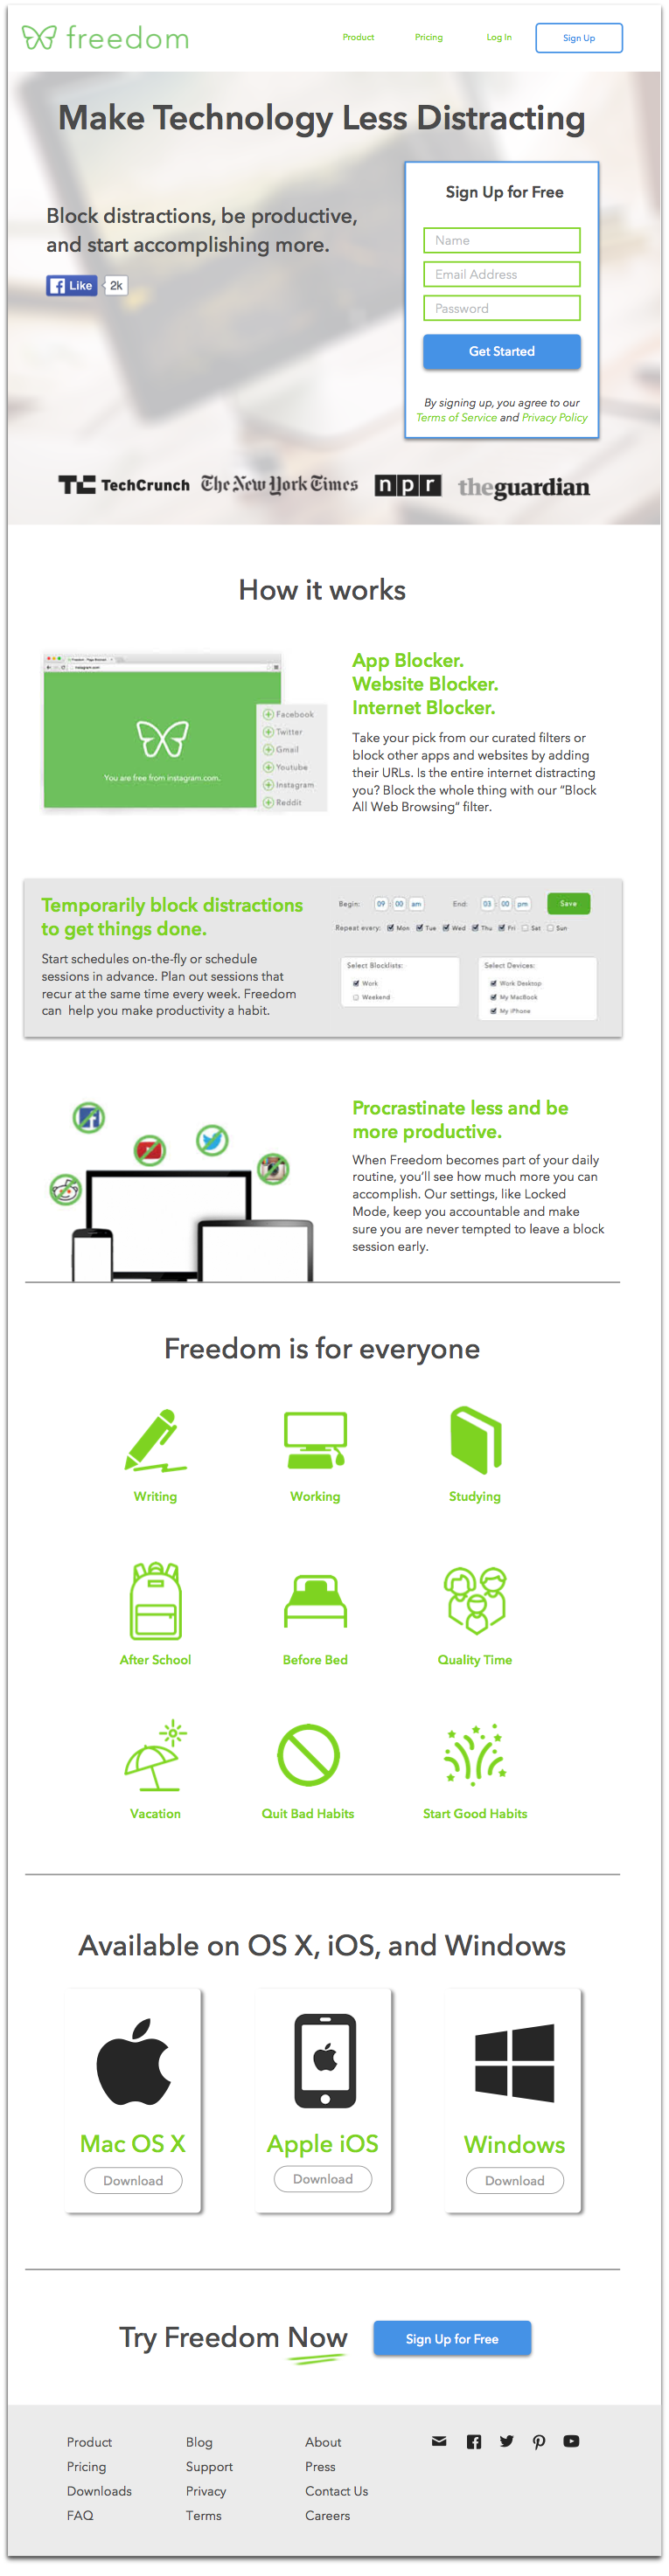 freedom
Product
Pricing
Log In
Sign Up
Make Technology Less Distracting
Block distractions, be productive,
and start accomplishing more.
Like
2k
Sign Up for Free
Name
Email Address
Password
Get Started
By signing up, you agree to our
Terms of Service and Privacy Policy
TC TechCrunch
The New York Times
npr
theguardian
How it works
instagram.com
You are free from instagram.com.
Facebook
Twitter
Gmail
Youtube
Instagram
Reddit
App Blocker.
Website Blocker.
Internet Blocker.
Take your pick from our curated filters or
block other apps and websites by adding
their URLs. Is the entire internet distracting
you? Block the whole thing with our “Block
All Web Browsing” filter.
Temporarily block distractions
to get things done.
Start schedules on-the-fly or schedule
sessions in advance. Plan out sessions that
recur at the same time every week. Freedom
can  help you make productivity a habit.
Begin: 09 : 00 am End: 03 : 00 pm Save
Repeat every: Mon Tue Wed Thu Fri Sat Sun
Select Blocklists:
Work
Weekend
Select Devices:
Work Desktop
My MacBook
My iPhone
Procrastinate less and be
more productive.
When Freedom becomes part of your daily
routine, you’ll see how much more you can
accomplish. Our settings, like Locked
Mode, keep you accountable and make
sure you are never tempted to leave a block
session early.
Freedom is for everyone
Writing
Working
Studying
After School
Before Bed
Quality Time
Vacation
Quit Bad Habits
Start Good Habits
Available on OS X, iOS, and Windows
Mac OS X
Download
Apple iOS
Download
Windows
Download
Try Freedom Now
Sign Up for Free
Product
Pricing
Downloads
FAQ
Blog
Support
Privacy
Terms
About
Press
Contact Us
Careers